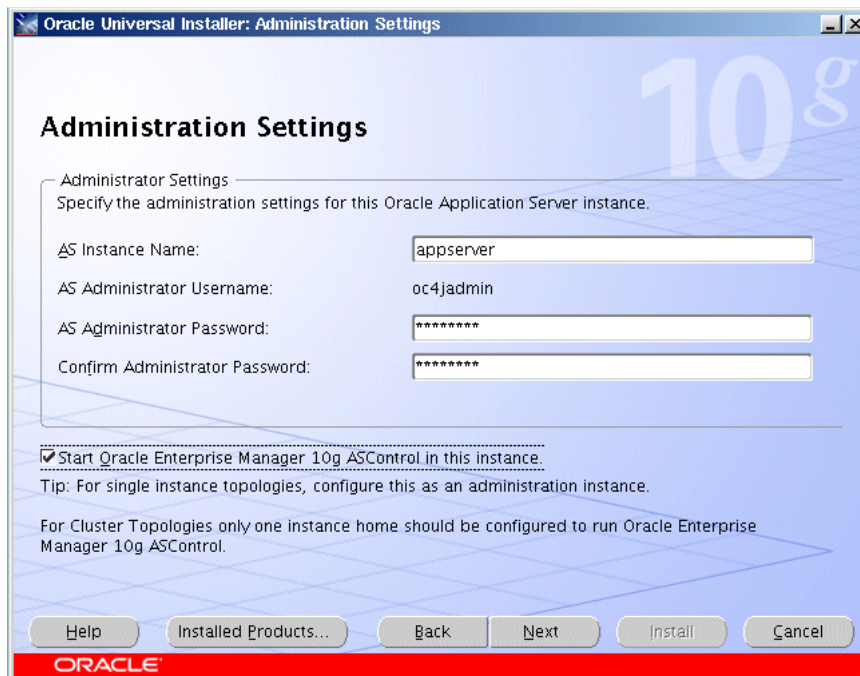 Oracle Universal Installer: Administration Settings
10g
Administration Settings
Administrator Settings
Specify the administration settings for this Oracle Application Server instance.
AS Instance Name: appserver
AS Administrator Username: oc4jadmin
AS Administrator Password: ********
Confirm Administrator Password: ********
Start Oracle Enterprise Manager 10g ASControl in this instance.
Tip: For single instance topologies, configure this as an administration instance.
For Cluster Topologies only one instance home should be configured to run Oracle Enterprise
Manager 10g ASControl.
Help Installed Products... Back Next Install Cancel
ORACLE